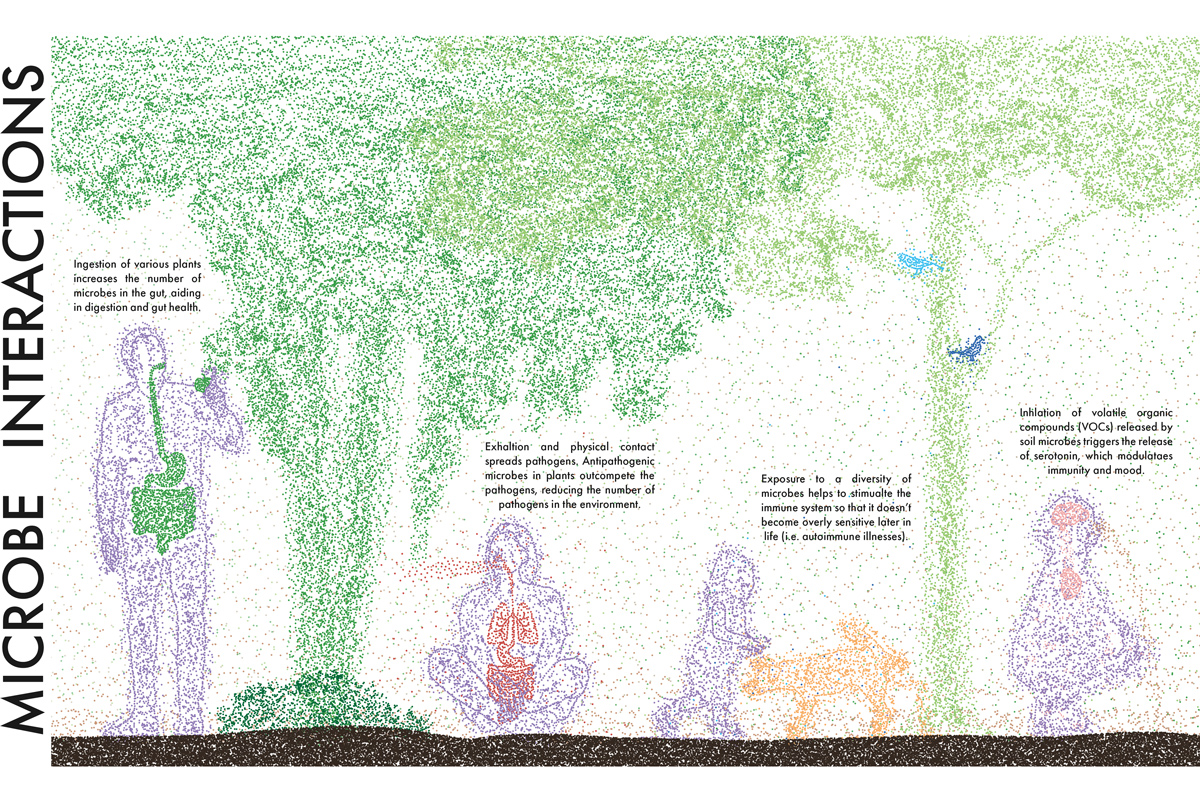 MICROBE INTERACTIONS
Ingestion of various plants
increases the number of
microbes in the gut, aiding
in digestion and gut health.
Exhaltion and physical contact
spreads pathogens. Antipathogenic
microbes in plants outcompete the
pathogens, reducing the number of
pathogens in the environment.
Exposure to a diversity of
microbes helps to stimualte the
immune system so that it doesn't
become overly sensitive later in
life (i.e. autoimmune illnesses).
Inhlation of volatile organic
compounds (VOCs) released by
soil microbes triggers the release
of serotonin, which modulataes
immunity and mood.